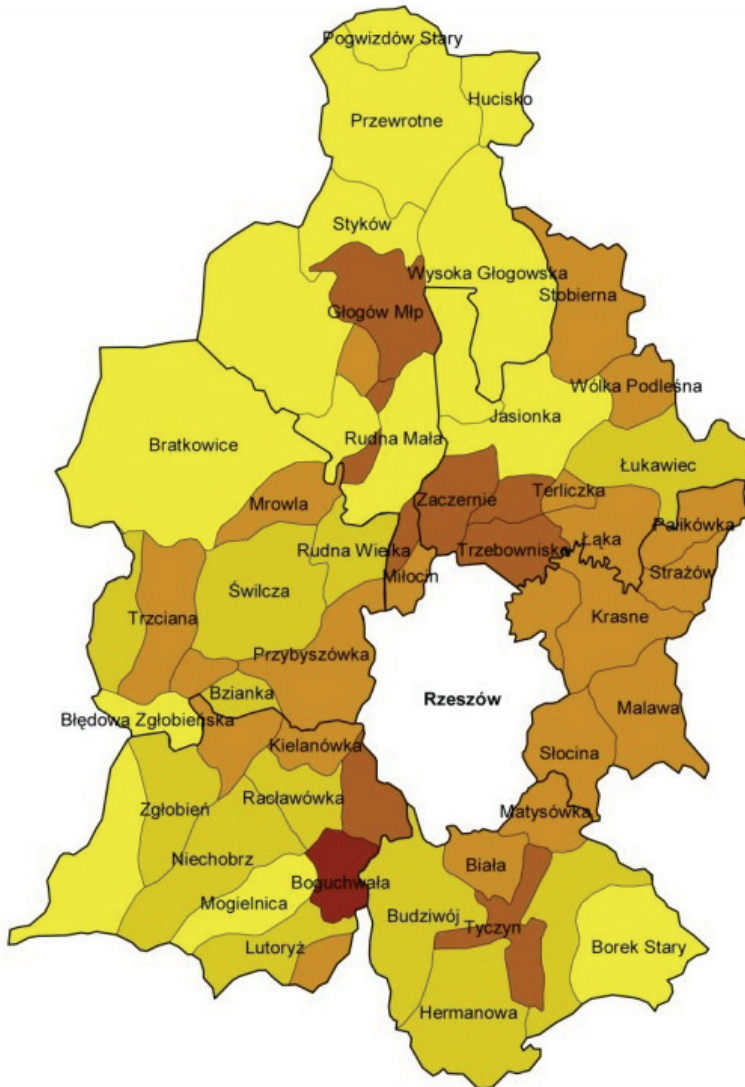 Pogwizdów Stary
Hucisko
Przewrotne
Styków
Wysoka Głogowska
Stobierna
Głogów Młp
Wólka Podleśna
Jasionka
Rudna Mała
Bratkowice
Łukawiec
Mrowla
Zaczernie
Terliczka
Palikówka
Rudna Wielka
Trzebownisko
Łąka
Strażów
Miłocin
Świlcza
Trzciana
Krasne
Przybyszówka
Bzianka
Rzeszów
Malawa
Błędowa Zgłobieńska
Kielanówka
Słocina
Racławówka
Zgłobień
Matysówka
Niechobrz
Biała
Boguchwała
Mogielnica
Budziwój
Tyczyn
Lutoryż
Borek Stary
Hermanowa